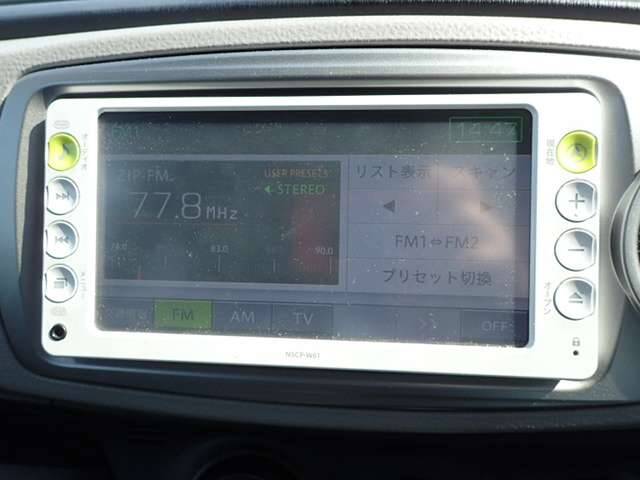 FM1
14:47
ZIP-FM
USER PRESETS
STEREO
77.8 MHz
76.0 83.0 90.0
リスト表示 スキャン
FM1⇔FM2
プリセット切換
FM AM TV
OFF
NSCP-W61